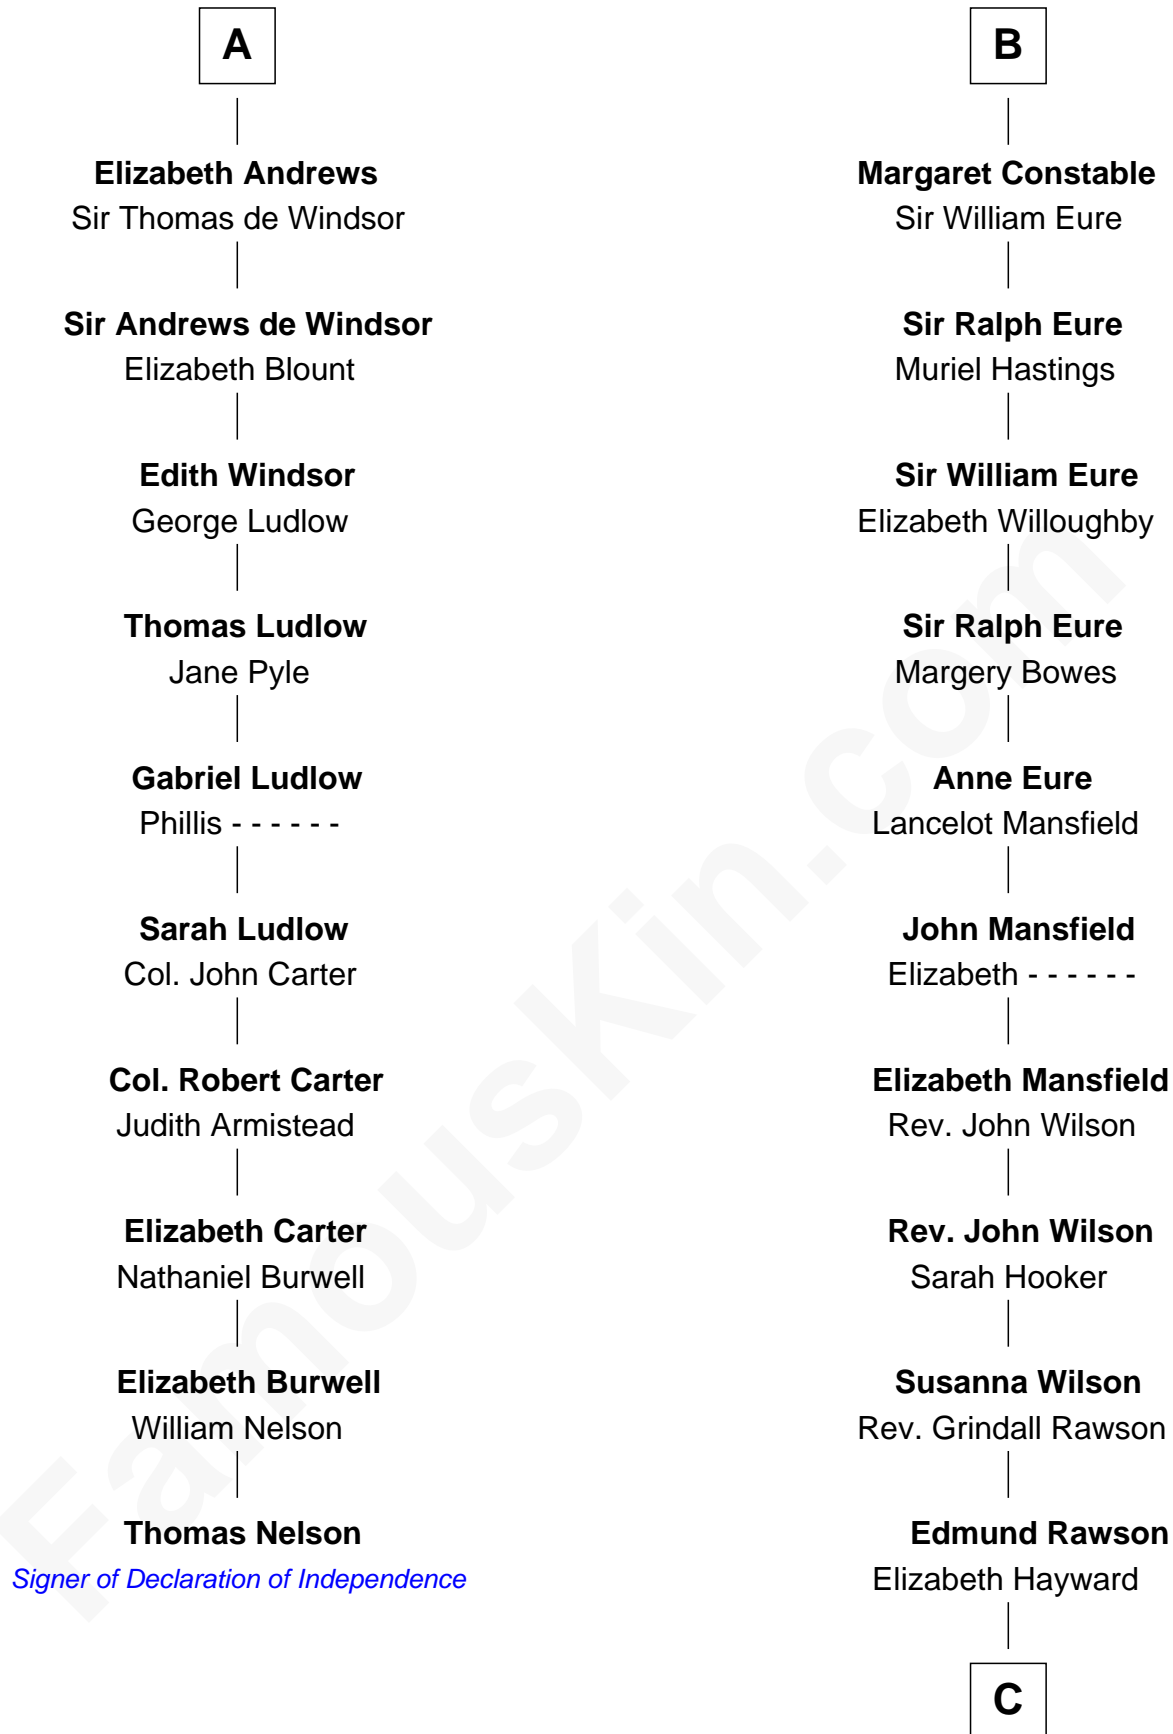 A
Elizabeth Andrews
Sir Thomas de Windsor
Sir Andrews de Windsor
Elizabeth Blount
Edith Windsor
George Ludlow
Thomas Ludlow
Jane Pyle
Gabriel Ludlow
Phillis - - - - - -
Sarah Ludlow
Col. John Carter
Col. Robert Carter
Judith Armistead
Elizabeth Carter
Nathaniel Burwell
Elizabeth Burwell
William Nelson
Thomas Nelson
Signer of Declaration of Independence
B
Margaret Constable
Sir William Eure
Sir Ralph Eure
Muriel Hastings
Sir William Eure
Elizabeth Willoughby
Sir Ralph Eure
Margery Bowes
Anne Eure
Lancelot Mansfield
John Mansfield
Elizabeth - - - - - -
Elizabeth Mansfield
Rev. John Wilson
Rev. John Wilson
Sarah Hooker
Susanna Wilson
Rev. Grindall Rawson
Edmund Rawson
Elizabeth Hayward
C
FamousKin.com